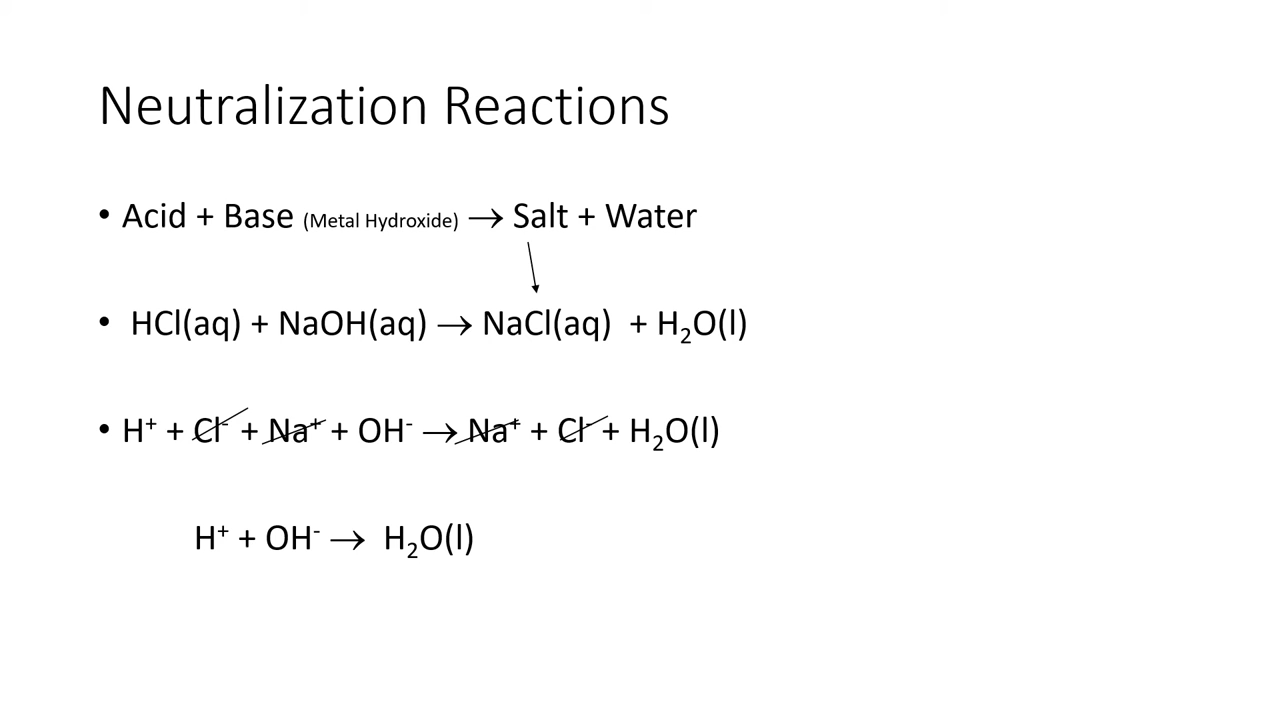 Neutralization Reactions
• Acid + Base (Metal Hydroxide) → Salt + Water
• HCl(aq) + NaOH(aq) → NaCl(aq) + H₂O(l)
• H⁺ + Cl⁻ + Na⁺ + OH⁻ → Na⁺ + Cl⁻ + H₂O(l)
H⁺ + OH⁻ → H₂O(l)